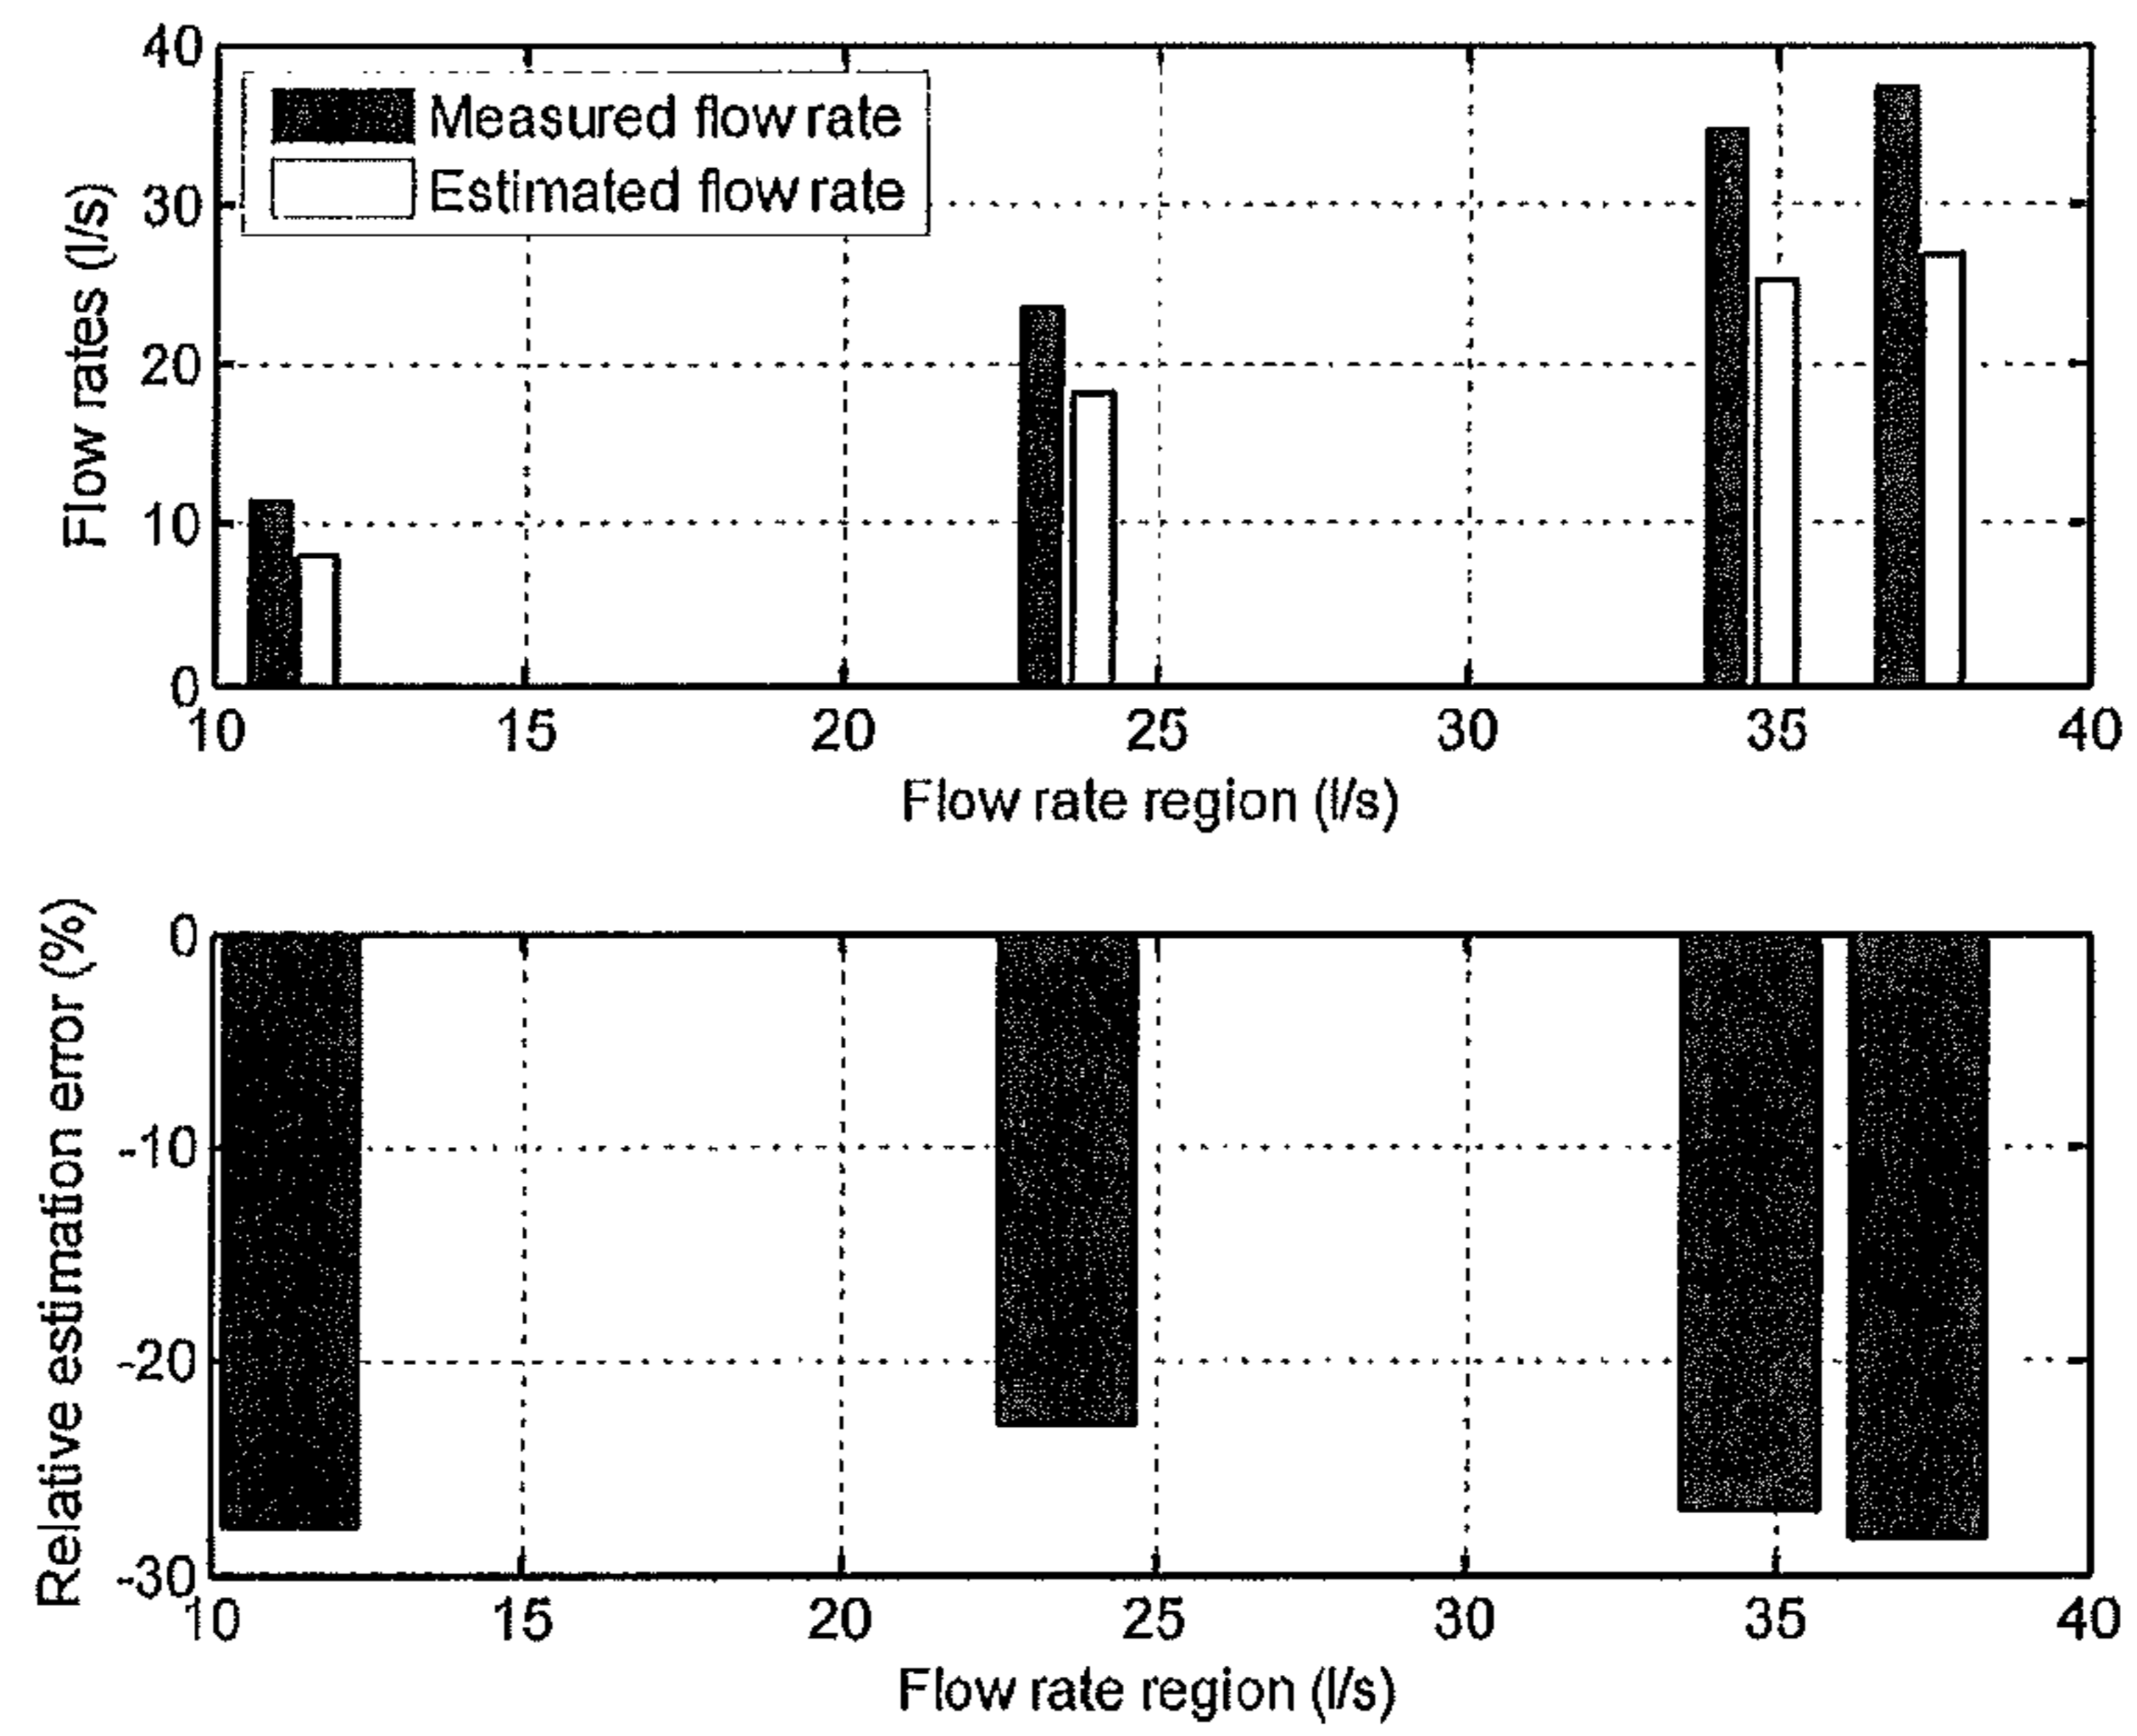 Flow rates (l/s)
40
30
20
10
0
Measured flow rate
Estimated flow rate
10 15 20 25 30 35 40
Flow rate region (l/s)
Relative estimation error (%)
0
-10
-20
-30
10 15 20 25 30 35 40
Flow rate region (l/s)